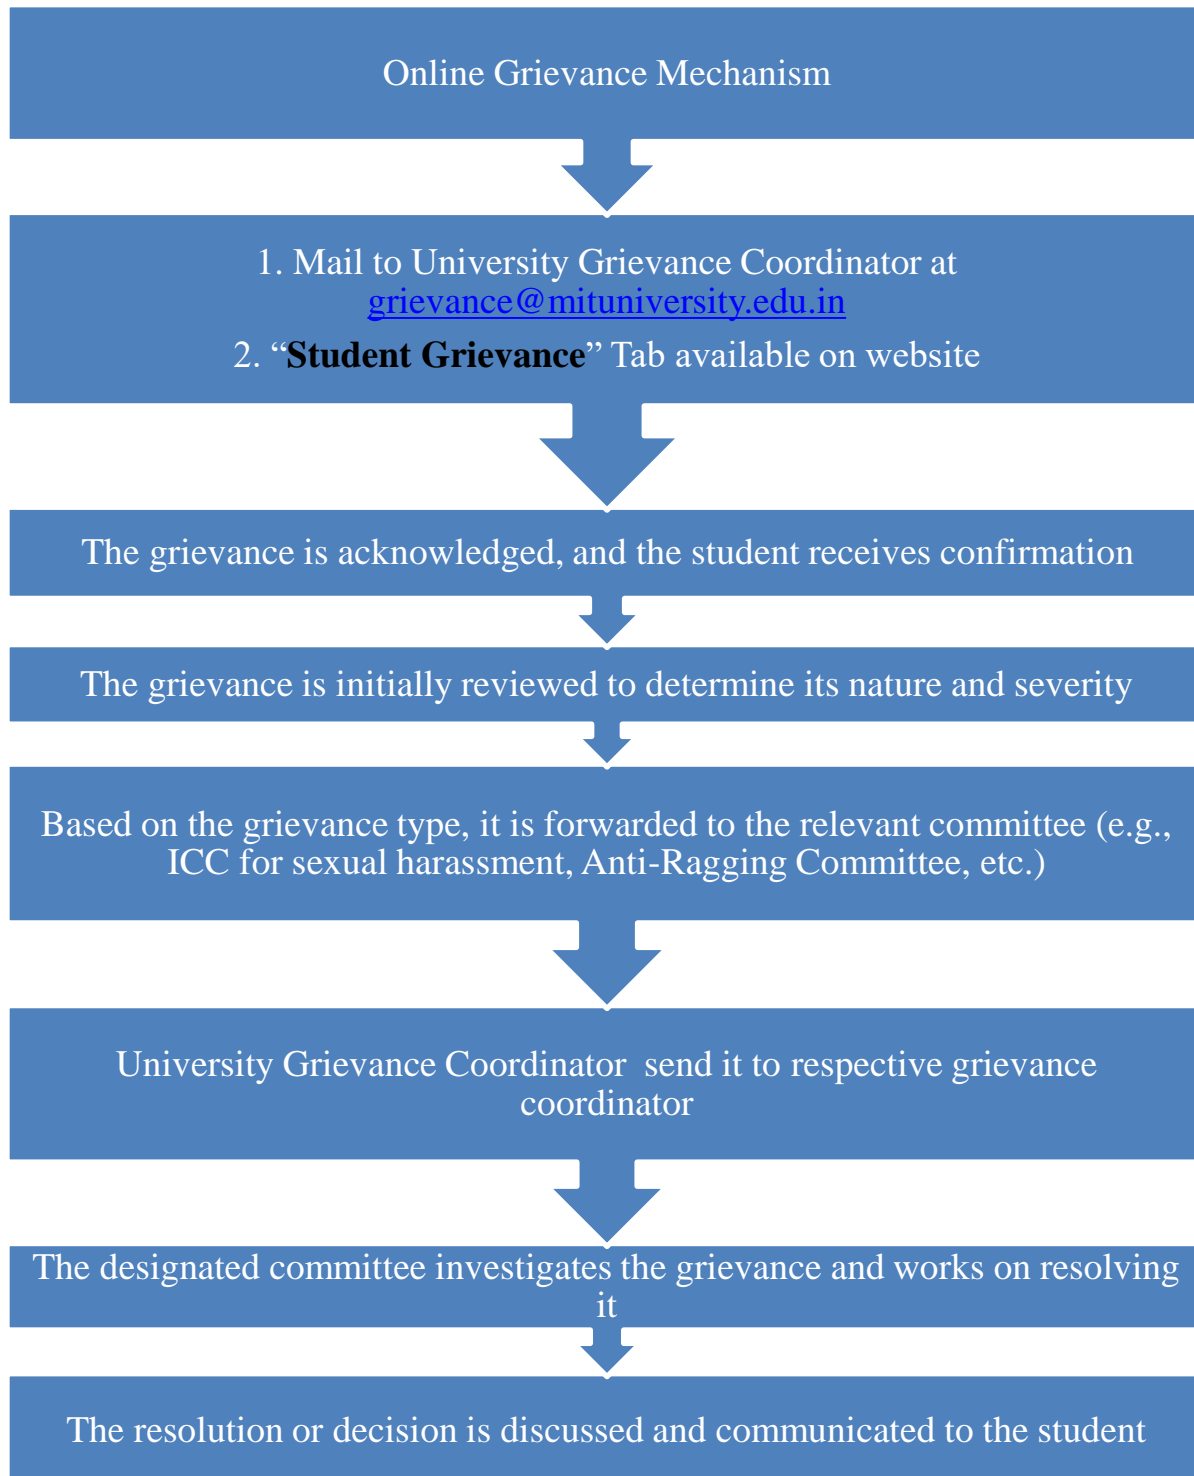 Online Grievance Mechanism
1. Mail to University Grievance Coordinator at
grievance@mituniversity.edu.in
2. “Student Grievance” Tab available on website
The grievance is acknowledged, and the student receives confirmation
The grievance is initially reviewed to determine its nature and severity
Based on the grievance type, it is forwarded to the relevant committee (e.g.,
ICC for sexual harassment, Anti-Ragging Committee, etc.)
University Grievance Coordinator  send it to respective grievance
coordinator
The designated committee investigates the grievance and works on resolving
it
The resolution or decision is discussed and communicated to the student